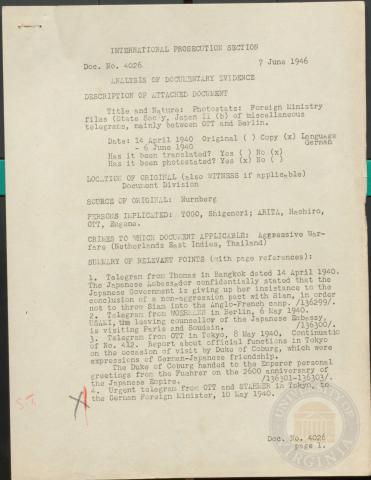 INTERNATIONAL PROSECUTION SECTION
Doc. No. 4026 7 June 1946
ANALYSIS OF DOCUMENTARY EVIDENCE
DESCRIPTION OF ATTACHED DOCUMENT
Title and Nature: Photostats: Foreign Ministry
files (State Sec'y, Japan II (b) of miscellaneous
telegrams, mainly between OTT and Berlin.
Date: 14 April 1940 Original ( ) Copy (x) Language
- 6 June 1940 German
Has it been translated? Yes ( ) No (x)
Has it been photostated? Yes (x) No ( )
LOCATION OF ORIGINAL (also WITNESS if applicable)
Document Division
SOURCE OF ORIGINAL: Nurnberg
PERSONS IMPLICATED: TOGO, Shigenori; ARITA, Hachiro,
OTT, Eugene.
CRIMES TO WHICH DOCUMENT APPLICABLE: Aggressive War-
fare (Netherlands East Indies, Thailand)
SUMMARY OF RELEVANT POINTS (with page references):
1. Telegram from Thomas in Bangkok dated 14 April 1940.
The Japanese Ambassador confidentially stated that the
Japanese Government is giving up her insistance to the
conclusion of a non-aggression pact with Siam, in order
not to throw Siam into the Anglo-French camp. /136299/.
2. Telegram from WOERMANN in Berlin, 6 May 1940.
USAMI, the leaving counsellor of the Japanese Embassy,
is visiting Paris and /136300/.
3. Telegram from OTT in Tokyo, 8 May 1940. Continuatio
of No. 412. Report about official functions in Tokyo
on the occasion of visit by Duke of Coburg, which were
expressions of German-Japanese friendship.
The Duke of Coburg handed to the Emperor personal
greetings from the Fuehrer on the 2600 anniversary of
the Japanese Empire. /136301-136303/.
4. Urgent telegram from OTT and STAHMER in Tokyo, to
the German Foreign Minister, 10 May 1940.
Doc. No. 4026
page 1.